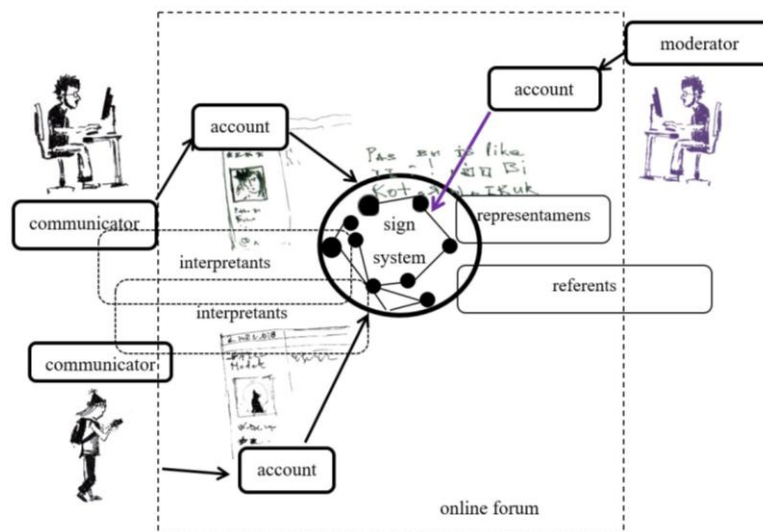 moderator
account
account
communicator
sign
system
representamens
interpretants
referents
interpretants
communicator
account
online forum